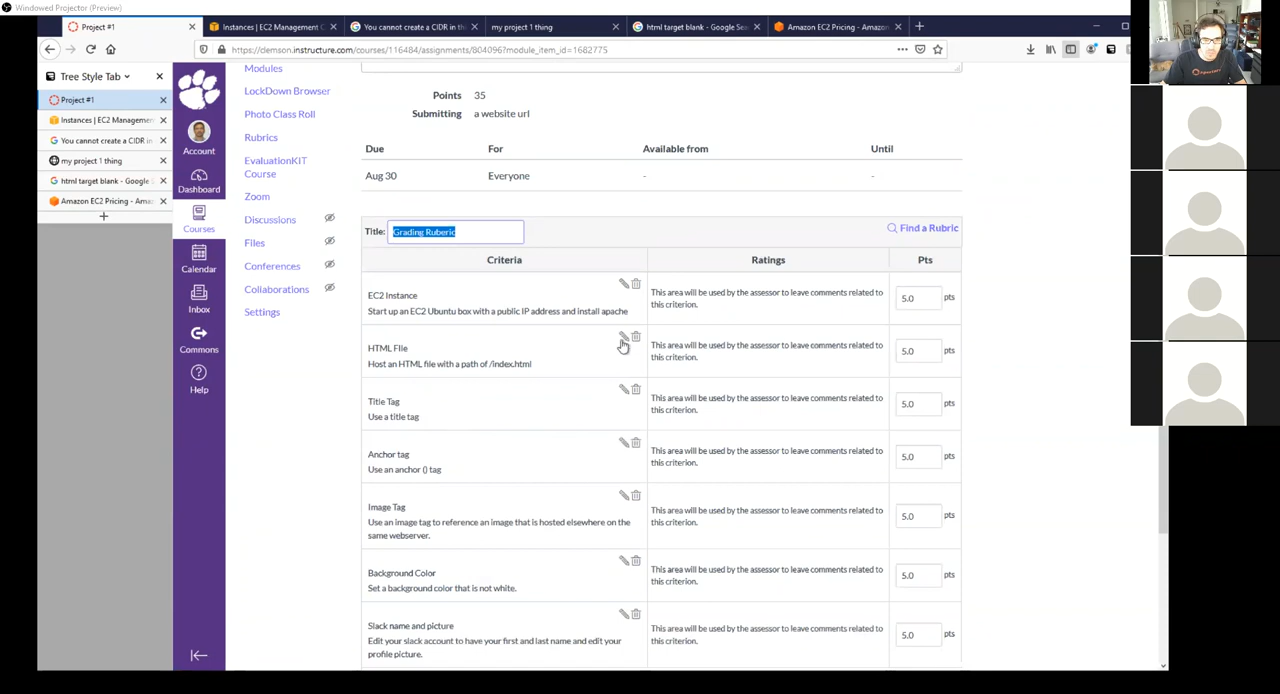 Windowed Projector (Preview)
Project #1
Instances | EC2 Management C
You cannot create a CIDR in th
my project 1 thing
html target blank - Google Sea
Amazon EC2 Pricing - Amazon
https://clemson.instructure.com/courses/116484/assignments/804096?module_item_id=1682775
Tree Style Tab
Project #1
Instances | EC2 Managemen
You cannot create a CIDR in
my project 1 thing
html target blank - Google
Amazon EC2 Pricing - Amaz
Account
Dashboard
Courses
Calendar
Inbox
Commons
Help
Modules
LockDown Browser
Photo Class Roll
Rubrics
EvaluationKIT
Course
Zoom
Discussions
Files
Conferences
Collaborations
Settings
Points 35
Submitting a website url
Due For Available from Until
Aug 30 Everyone - -
Title: Grading Ruberic
Find a Rubric
Criteria Ratings Pts
EC2 Instance
Start up an EC2 Ubuntu box with a public IP address and install apache
This area will be used by the assessor to leave comments related to
this criterion.
5.0 pts
HTML File
Host an HTML file with a path of /index.html
This area will be used by the assessor to leave comments related to
this criterion.
5.0 pts
Title Tag
Use a title tag
This area will be used by the assessor to leave comments related to
this criterion.
5.0 pts
Anchor tag
Use an anchor () tag
This area will be used by the assessor to leave comments related to
this criterion.
5.0 pts
Image Tag
Use an image tag to reference an image that is hosted elsewhere on the
same webserver.
This area will be used by the assessor to leave comments related to
this criterion.
5.0 pts
Background Color
Set a background color that is not white.
This area will be used by the assessor to leave comments related to
this criterion.
5.0 pts
Slack name and picture
Edit your slack account to have your first and last name and edit your
profile picture.
This area will be used by the assessor to leave comments related to
this criterion.
5.0 pts